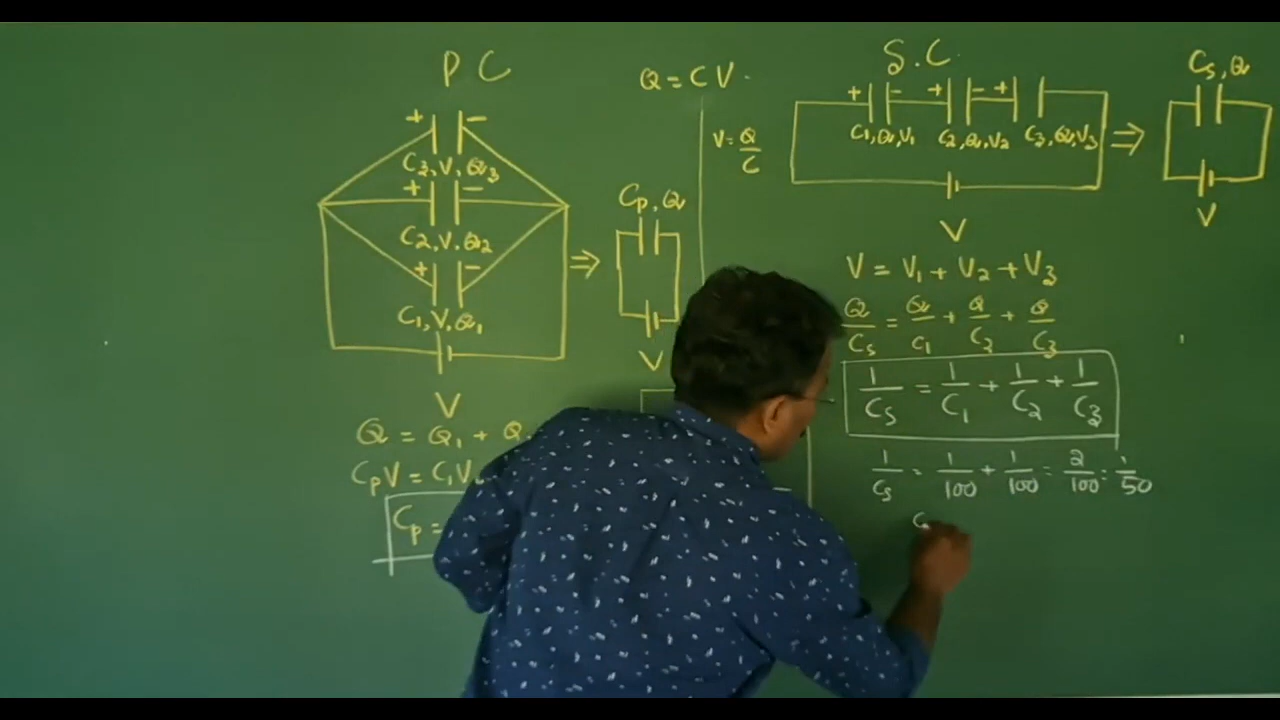 P C
+ -
C3, V, Q3
+ -
C2, V, Q2
+ -
C1, V, Q1
V
Cp, Q
V
Q = Q1 + Q
CpV = C1V
Cp =
Q = CV.
V = Q/C
S.C.
+ - + - +
C1, Q, V1 C2, Q, V2 C3, Q, V3
⇒
V
Cs, Q
V
V = V1 + V2 + V3
Q/Cs = Q/C1 + Q/C2 + Q/C3
1/Cs = 1/C1 + 1/C2 + 1/C3
1/Cs = 1/100 + 1/100 = 2/100 = 1/50